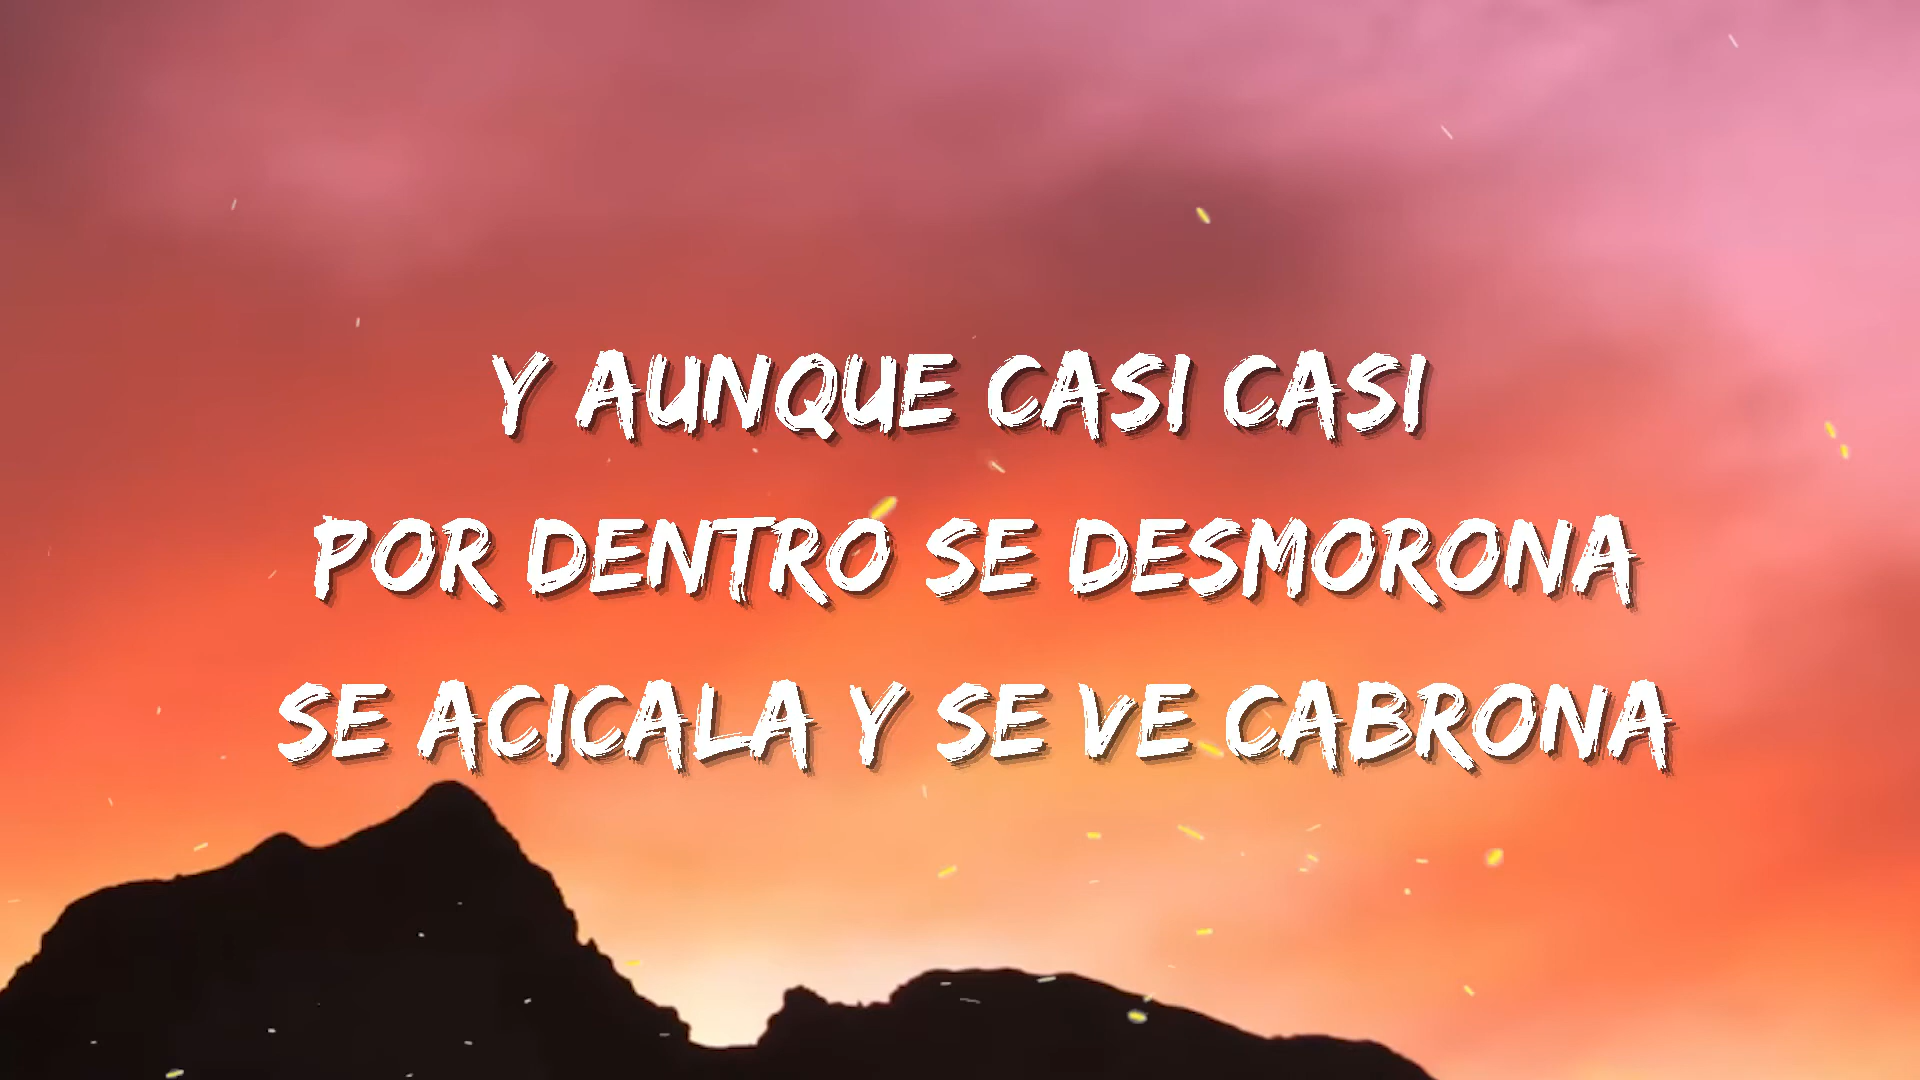 Y AUNQUE CASI CASI
POR DENTRO SE DESMORONA
SE ACICALA Y SE VE CABRONA